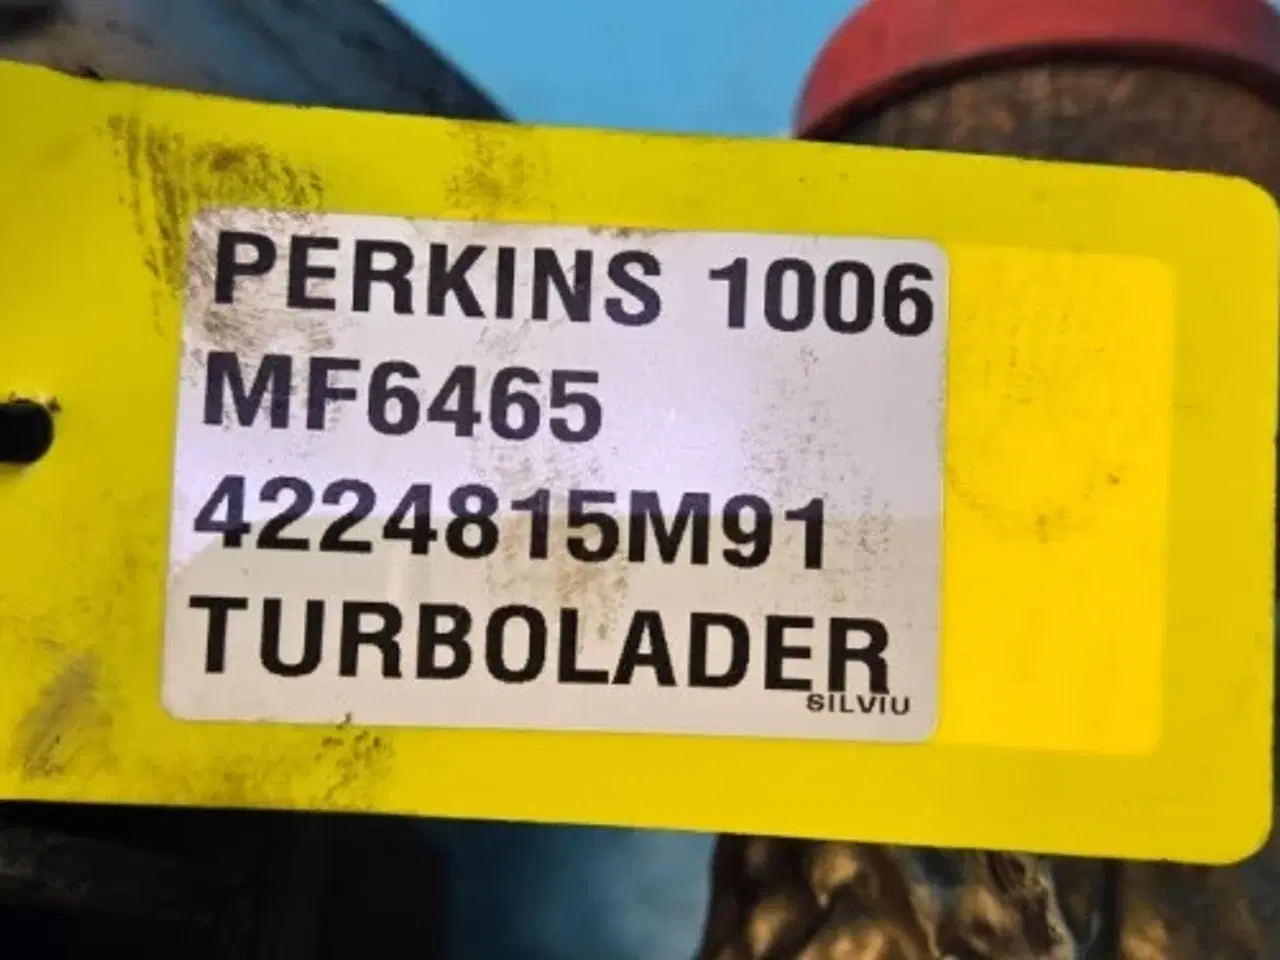 PERKINS 1006
MF6465
4224815M91
TURBOLADER
SILVIU